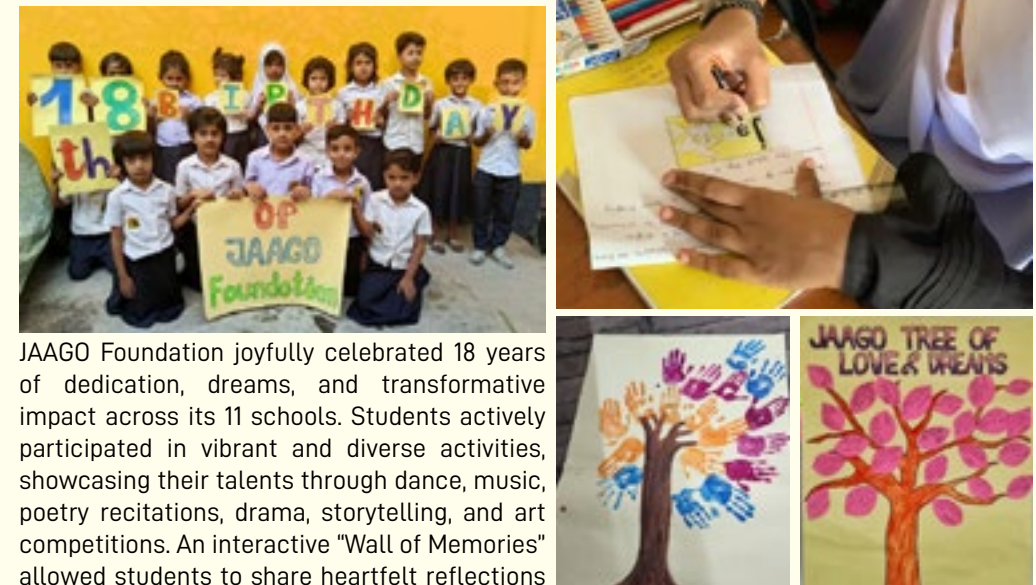 18 BIRTHDAY
th
OF
JAAGO
Foundation
JAAGO Foundation joyfully celebrated 18 years
of dedication, dreams, and transformative
impact across its 11 schools. Students actively
participated in vibrant and diverse activities,
showcasing their talents through dance, music,
poetry recitations, drama, storytelling, and art
competitions. An interactive "Wall of Memories"
allowed students to share heartfelt reflections
JAAGO TREE OF
LOVE & DREAMS